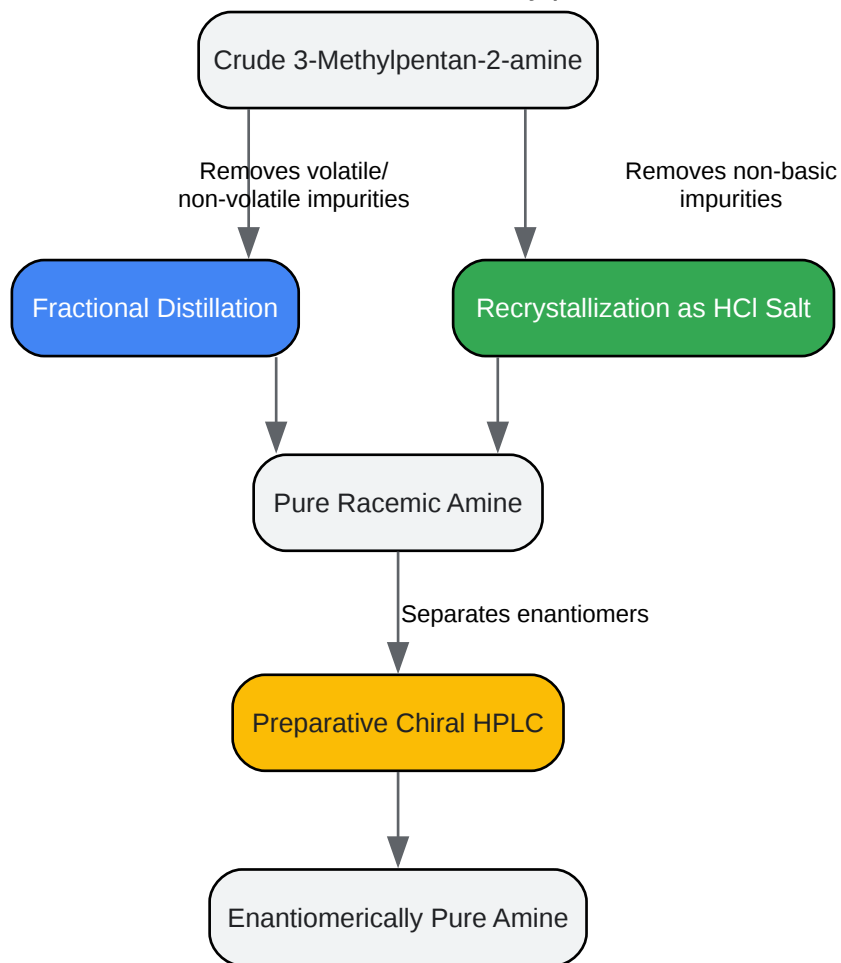 Crude 3-Methylpentan-2-amine
Removes volatile/
non-volatile impurities
Removes non-basic
impurities
Fractional Distillation
Recrystallization as HCl Salt
Pure Racemic Amine
Separates enantiomers
Preparative Chiral HPLC
Enantiomerically Pure Amine